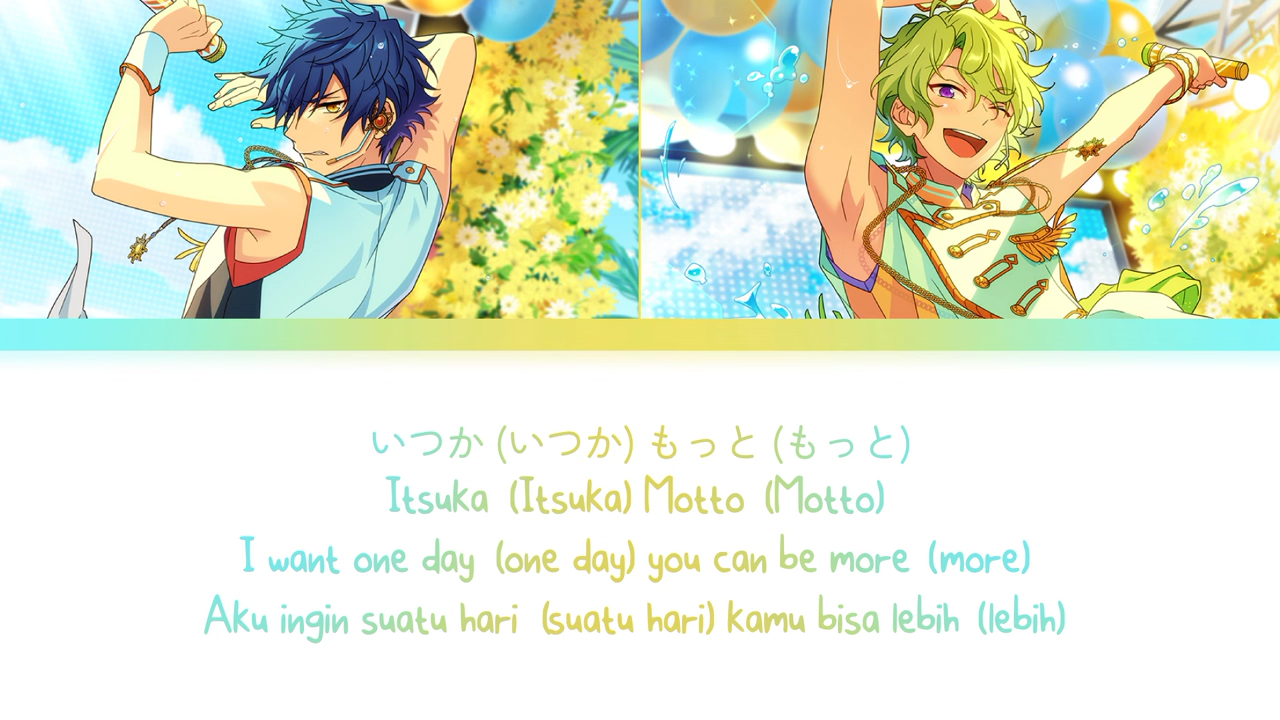 いつか (いつか) もっと (もっと)
Itsuka (Itsuka) Motto (Motto)
I want one day (one day) you can be more (more)
Aku ingin suatu hari (suatu hari) kamu bisa lebih (lebih)